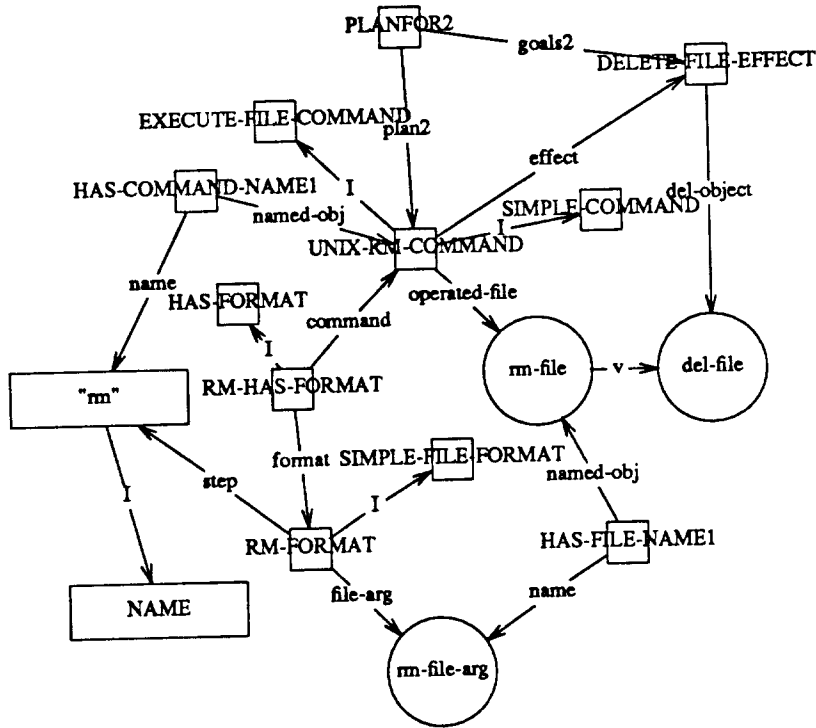 PLANFOR2
goals2
DELETE-FILE-EFFECT
EXECUTE-FILE-COMMAND
plan2
effect
HAS-COMMAND-NAME1
I
named-obj
SIMPLE-COMMAND
del-object
I
UNIX-RM-COMMAND
name
HAS-FORMAT
operated-file
command
I
rm-file
v
del-file
"rm"
RM-HAS-FORMAT
format
SIMPLE-FILE-FORMAT
step
named-obj
I
I
RM-FORMAT
HAS-FILE-NAME1
NAME
file-arg
name
rm-file-arg